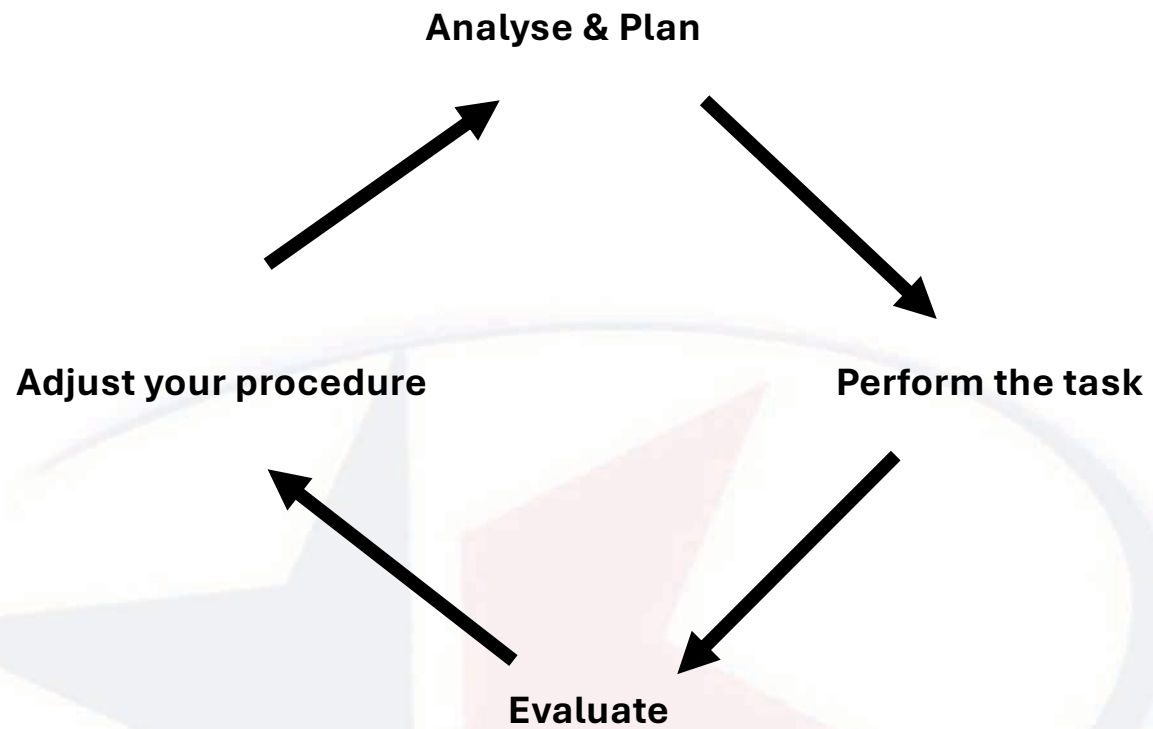 Analyse & Plan
Adjust your procedure
Perform the task
Evaluate